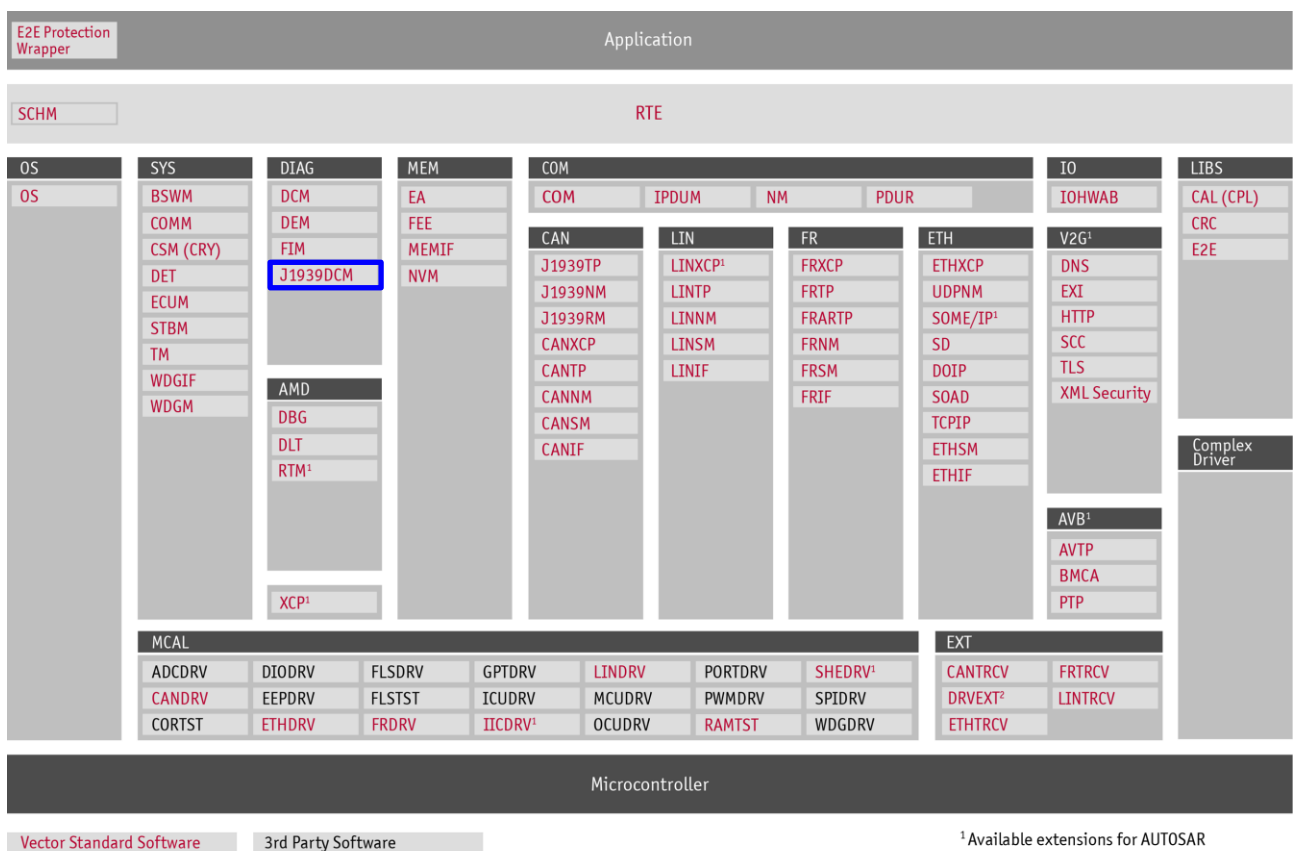 E2E Protection
Wrapper
Application
SCHM
RTE
OS
OS
SYS
BSWM
COMM
CSM (CRY)
DET
ECUM
STBM
TM
WDGIF
WDGM
DIAG
DCM
DEM
FIM
J1939DCM
AMD
DBG
DLT
RTM¹
XCP¹
MEM
EA
FEE
MEMIF
NVM
COM
COM IPDUM NM PDUR
CAN
J1939TP
J1939NM
J1939RM
CANXCP
CANTP
CANNM
CANSM
CANIF
LIN
LINXCP¹
LINTP
LINNM
LINSM
LINIF
FR
FRXCP
FRTP
FRARTP
FRNM
FRSM
FRIF
ETH
ETHXCP
UDPNM
SOME/IP¹
SD
DOIP
SOAD
TCPIP
ETHSM
ETHIF
IO
IOHWAB
V2G¹
DNS
EXI
HTTP
SCC
TLS
XML Security
AVB¹
AVTP
BMCA
PTP
LIBS
CAL (CPL)
CRC
E2E
Complex
Driver
MCAL
ADCDRV DIODRV FLSDRV GPTDRV LINDRV PORTDRV SHEDRV¹
CANDRV EEPDRV FLSTST ICUDRV MCUDRV PWMDRV SPIDRV
CORTST ETHDRV FRDRV IICDRV¹ OCUDRV RAMTST WDGDRV
EXT
CANTRCV FRTRCV
DRVEXT² LINTRCV
ETHTRCV
Microcontroller
Vector Standard Software 3rd Party Software
¹ Available extensions for AUTOSAR